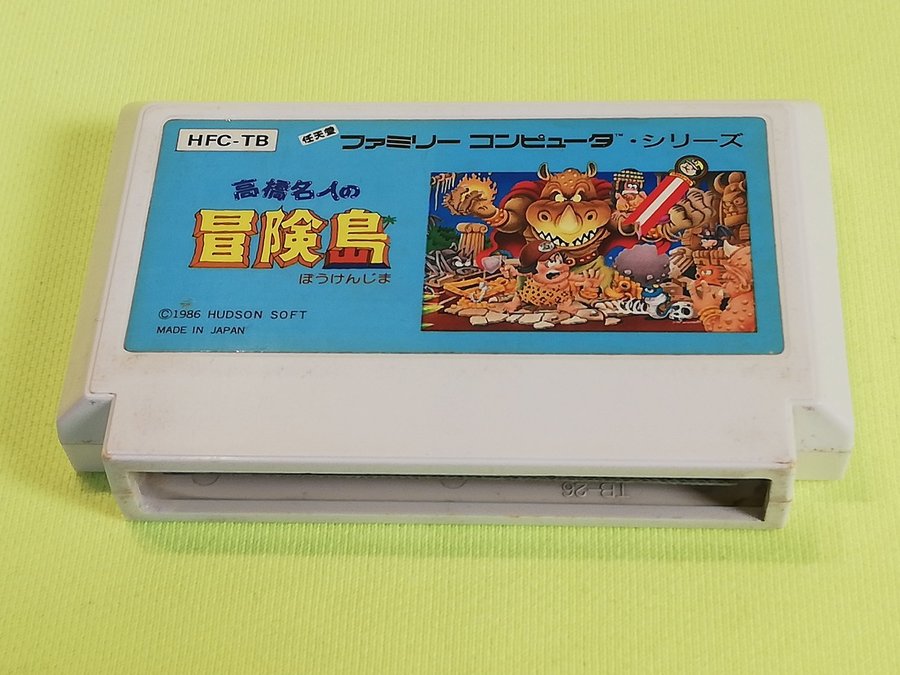 HFC-TB
任天堂 ファミリー コンピュータ™・シリーズ
高橋名人の
冒険島
ぼうけんじま
©1986 HUDSON SOFT
MADE IN JAPAN
TB-26